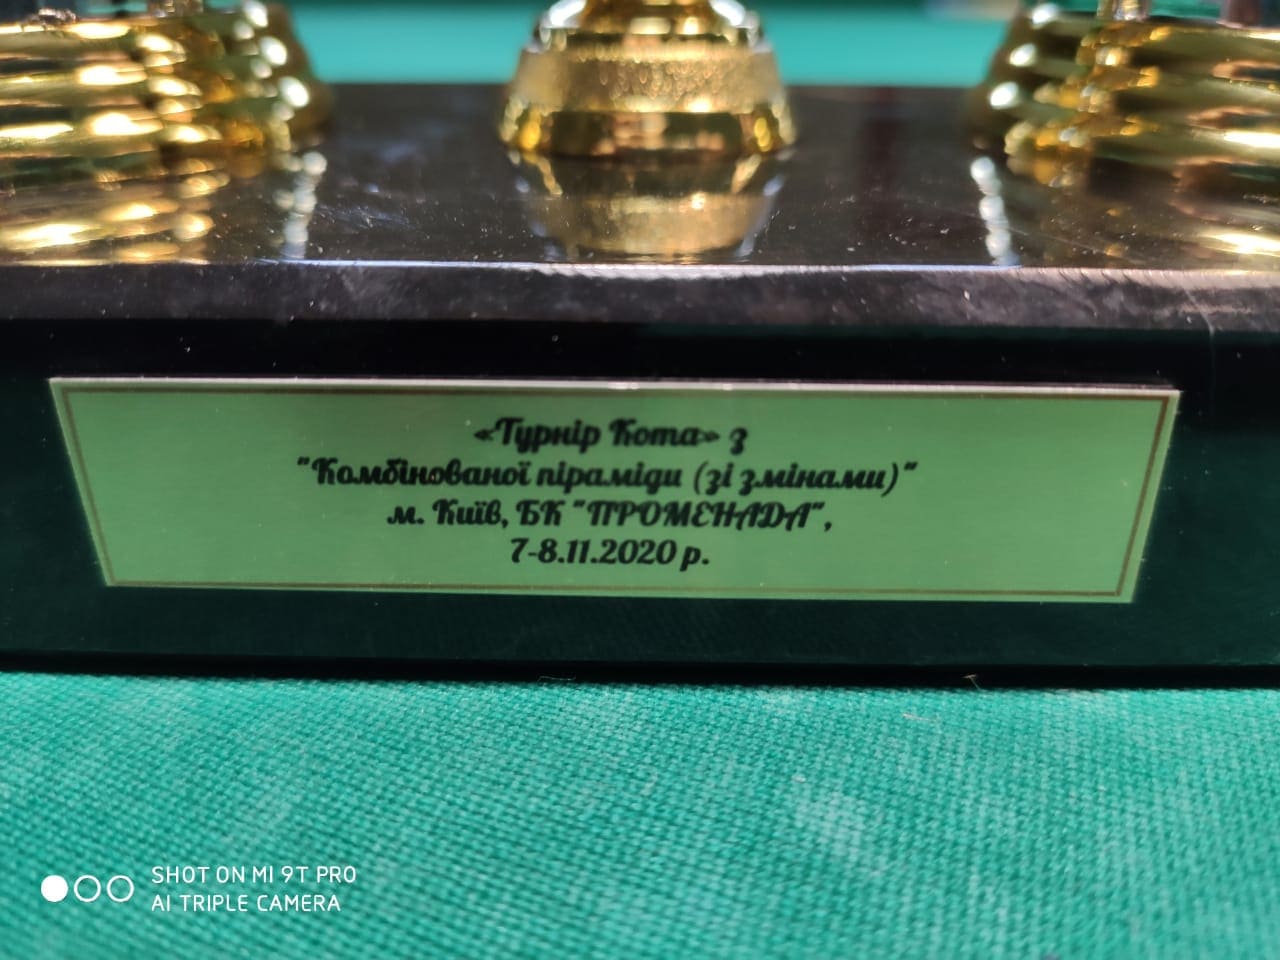 «Турнір Кота» з
"Комбінованої піраміди (зі змінами)"
м. Київ, БК "ПРОМЕНАДА",
7-8.11.2020 р.
SHOT ON MI 9T PRO
AI TRIPLE CAMERA